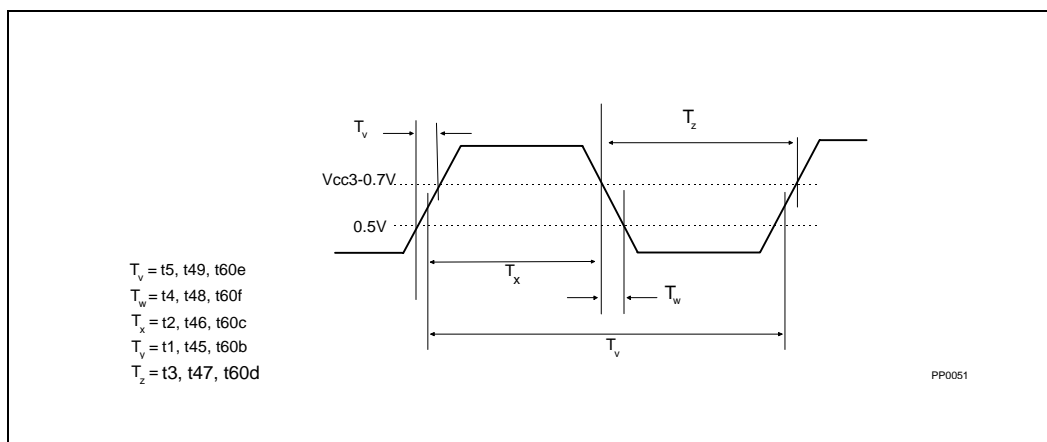 Tv
Tz
Vcc3-0.7V
0.5V
Tx
Tw
Tv
Tv = t5, t49, t60e
Tw = t4, t48, t60f
Tx = t2, t46, t60c
Tv = t1, t45, t60b
Tz = t3, t47, t60d
PP0051